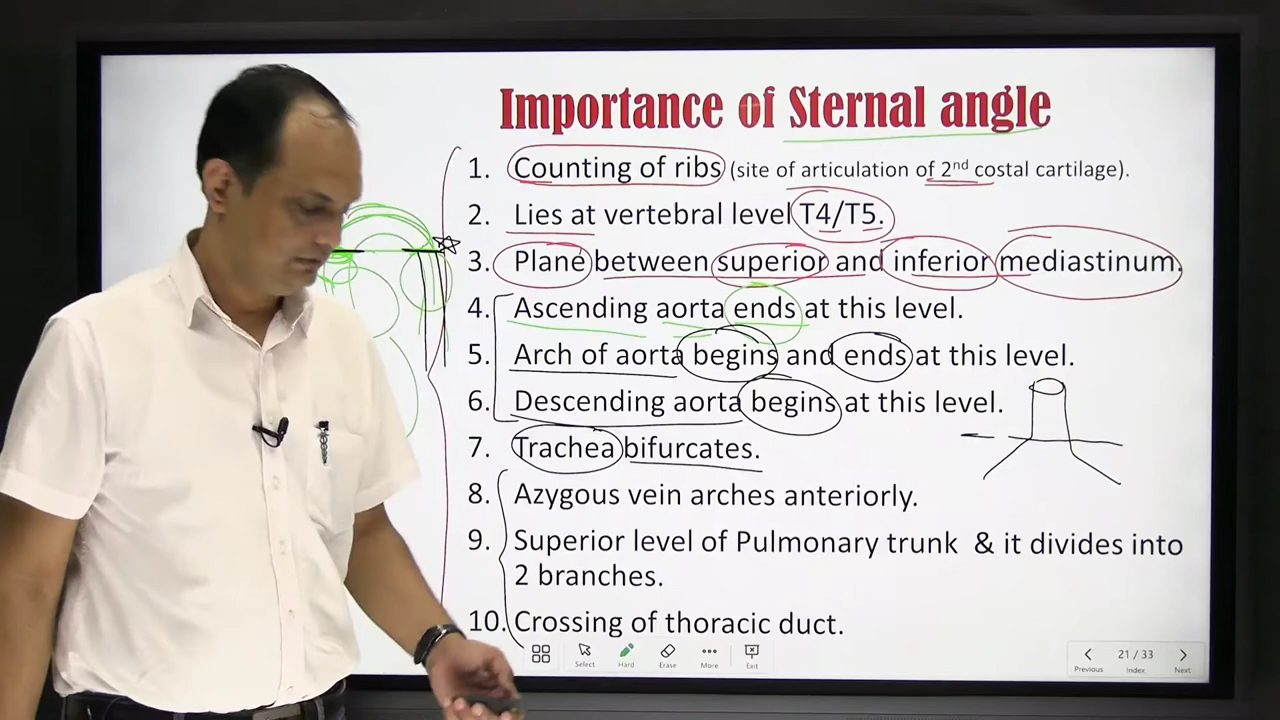 Importance of Sternal angle
1. Counting of ribs (site of articulation of 2nd costal cartilage).
2. Lies at vertebral level T4/T5.
3. Plane between superior and inferior mediastinum.
4. Ascending aorta ends at this level.
5. Arch of aorta begins and ends at this level.
6. Descending aorta begins at this level.
7. Trachea bifurcates.
8. Azygous vein arches anteriorly.
9. Superior level of Pulmonary trunk & it divides into
2 branches.
10. Crossing of thoracic duct.
Select Hard Erase More Exit
21 / 33
Previous Index Next